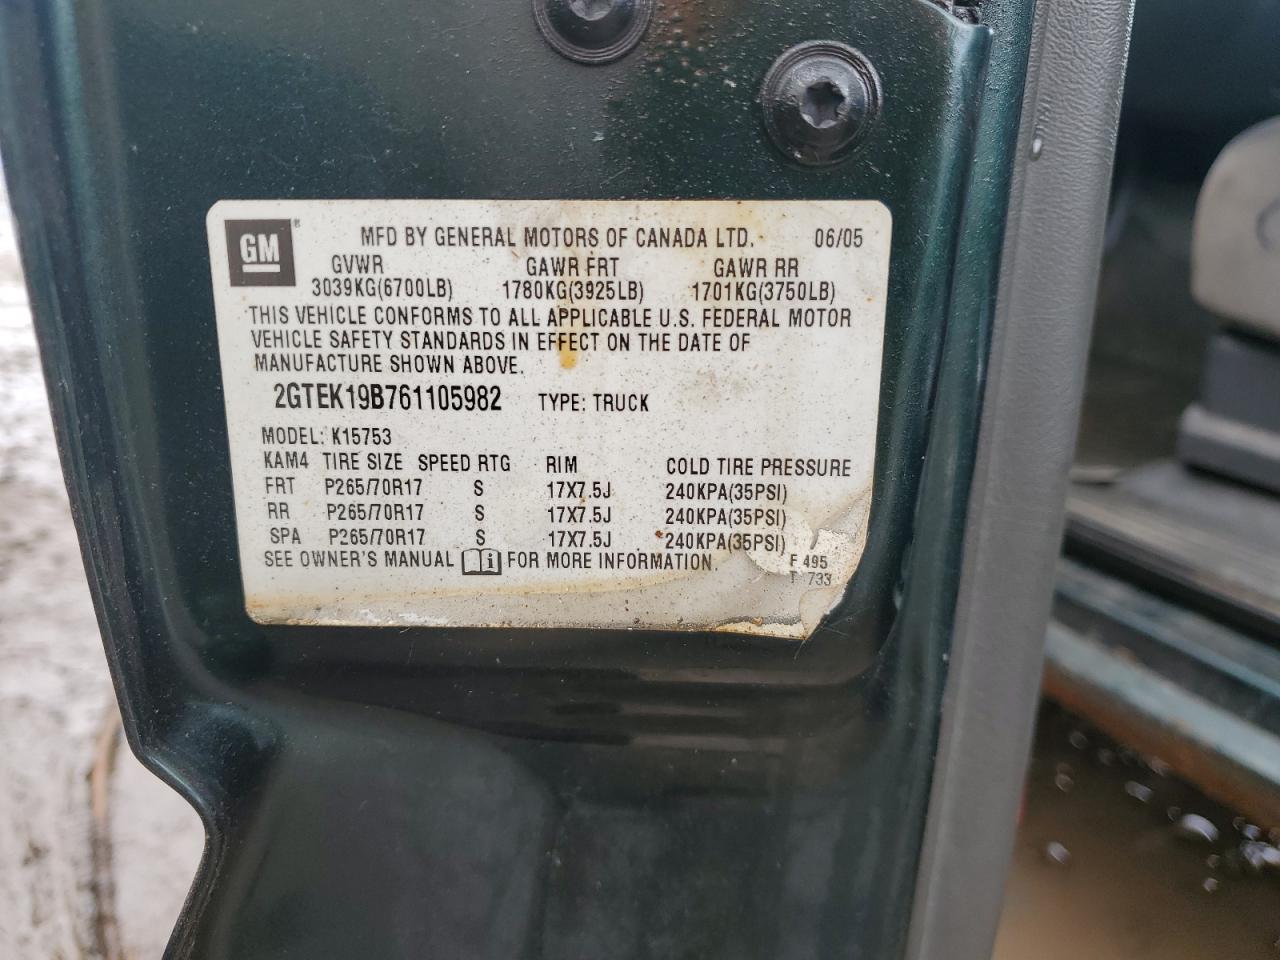 GM ® MFD BY GENERAL MOTORS OF CANADA LTD. 06/05
GVWR GAWR FRT GAWR RR
3039KG(6700LB) 1780KG(3925LB) 1701KG(3750LB)
THIS VEHICLE CONFORMS TO ALL APPLICABLE U.S. FEDERAL MOTOR
VEHICLE SAFETY STANDARDS IN EFFECT ON THE DATE OF
MANUFACTURE SHOWN ABOVE.
2GTEK19B761105982 TYPE: TRUCK
MODEL: K15753
KAM4 TIRE SIZE SPEED RTG RIM COLD TIRE PRESSURE
FRT P265/70R17 S 17X7.5J 240KPA(35PSI)
RR P265/70R17 S 17X7.5J 240KPA(35PSI)
SPA P265/70R17 S 17X7.5J 240KPA(35PSI)
SEE OWNER'S MANUAL i FOR MORE INFORMATION.
F 495
T 733